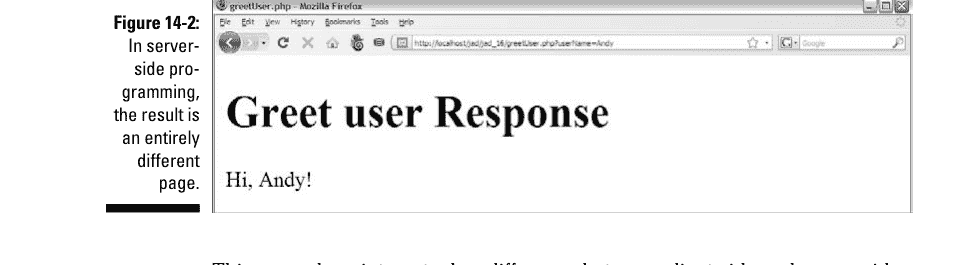 Figure 14-2:
In server-
side pro-
gramming,
the result is
an entirely
different
page.
greetUser.php - Mozilla Firefox
File Edit View History Bookmarks Tools Help
http://localhost/jad/jad_16/greetUser.php?userName=Andy
Google
Greet user Response
Hi, Andy!